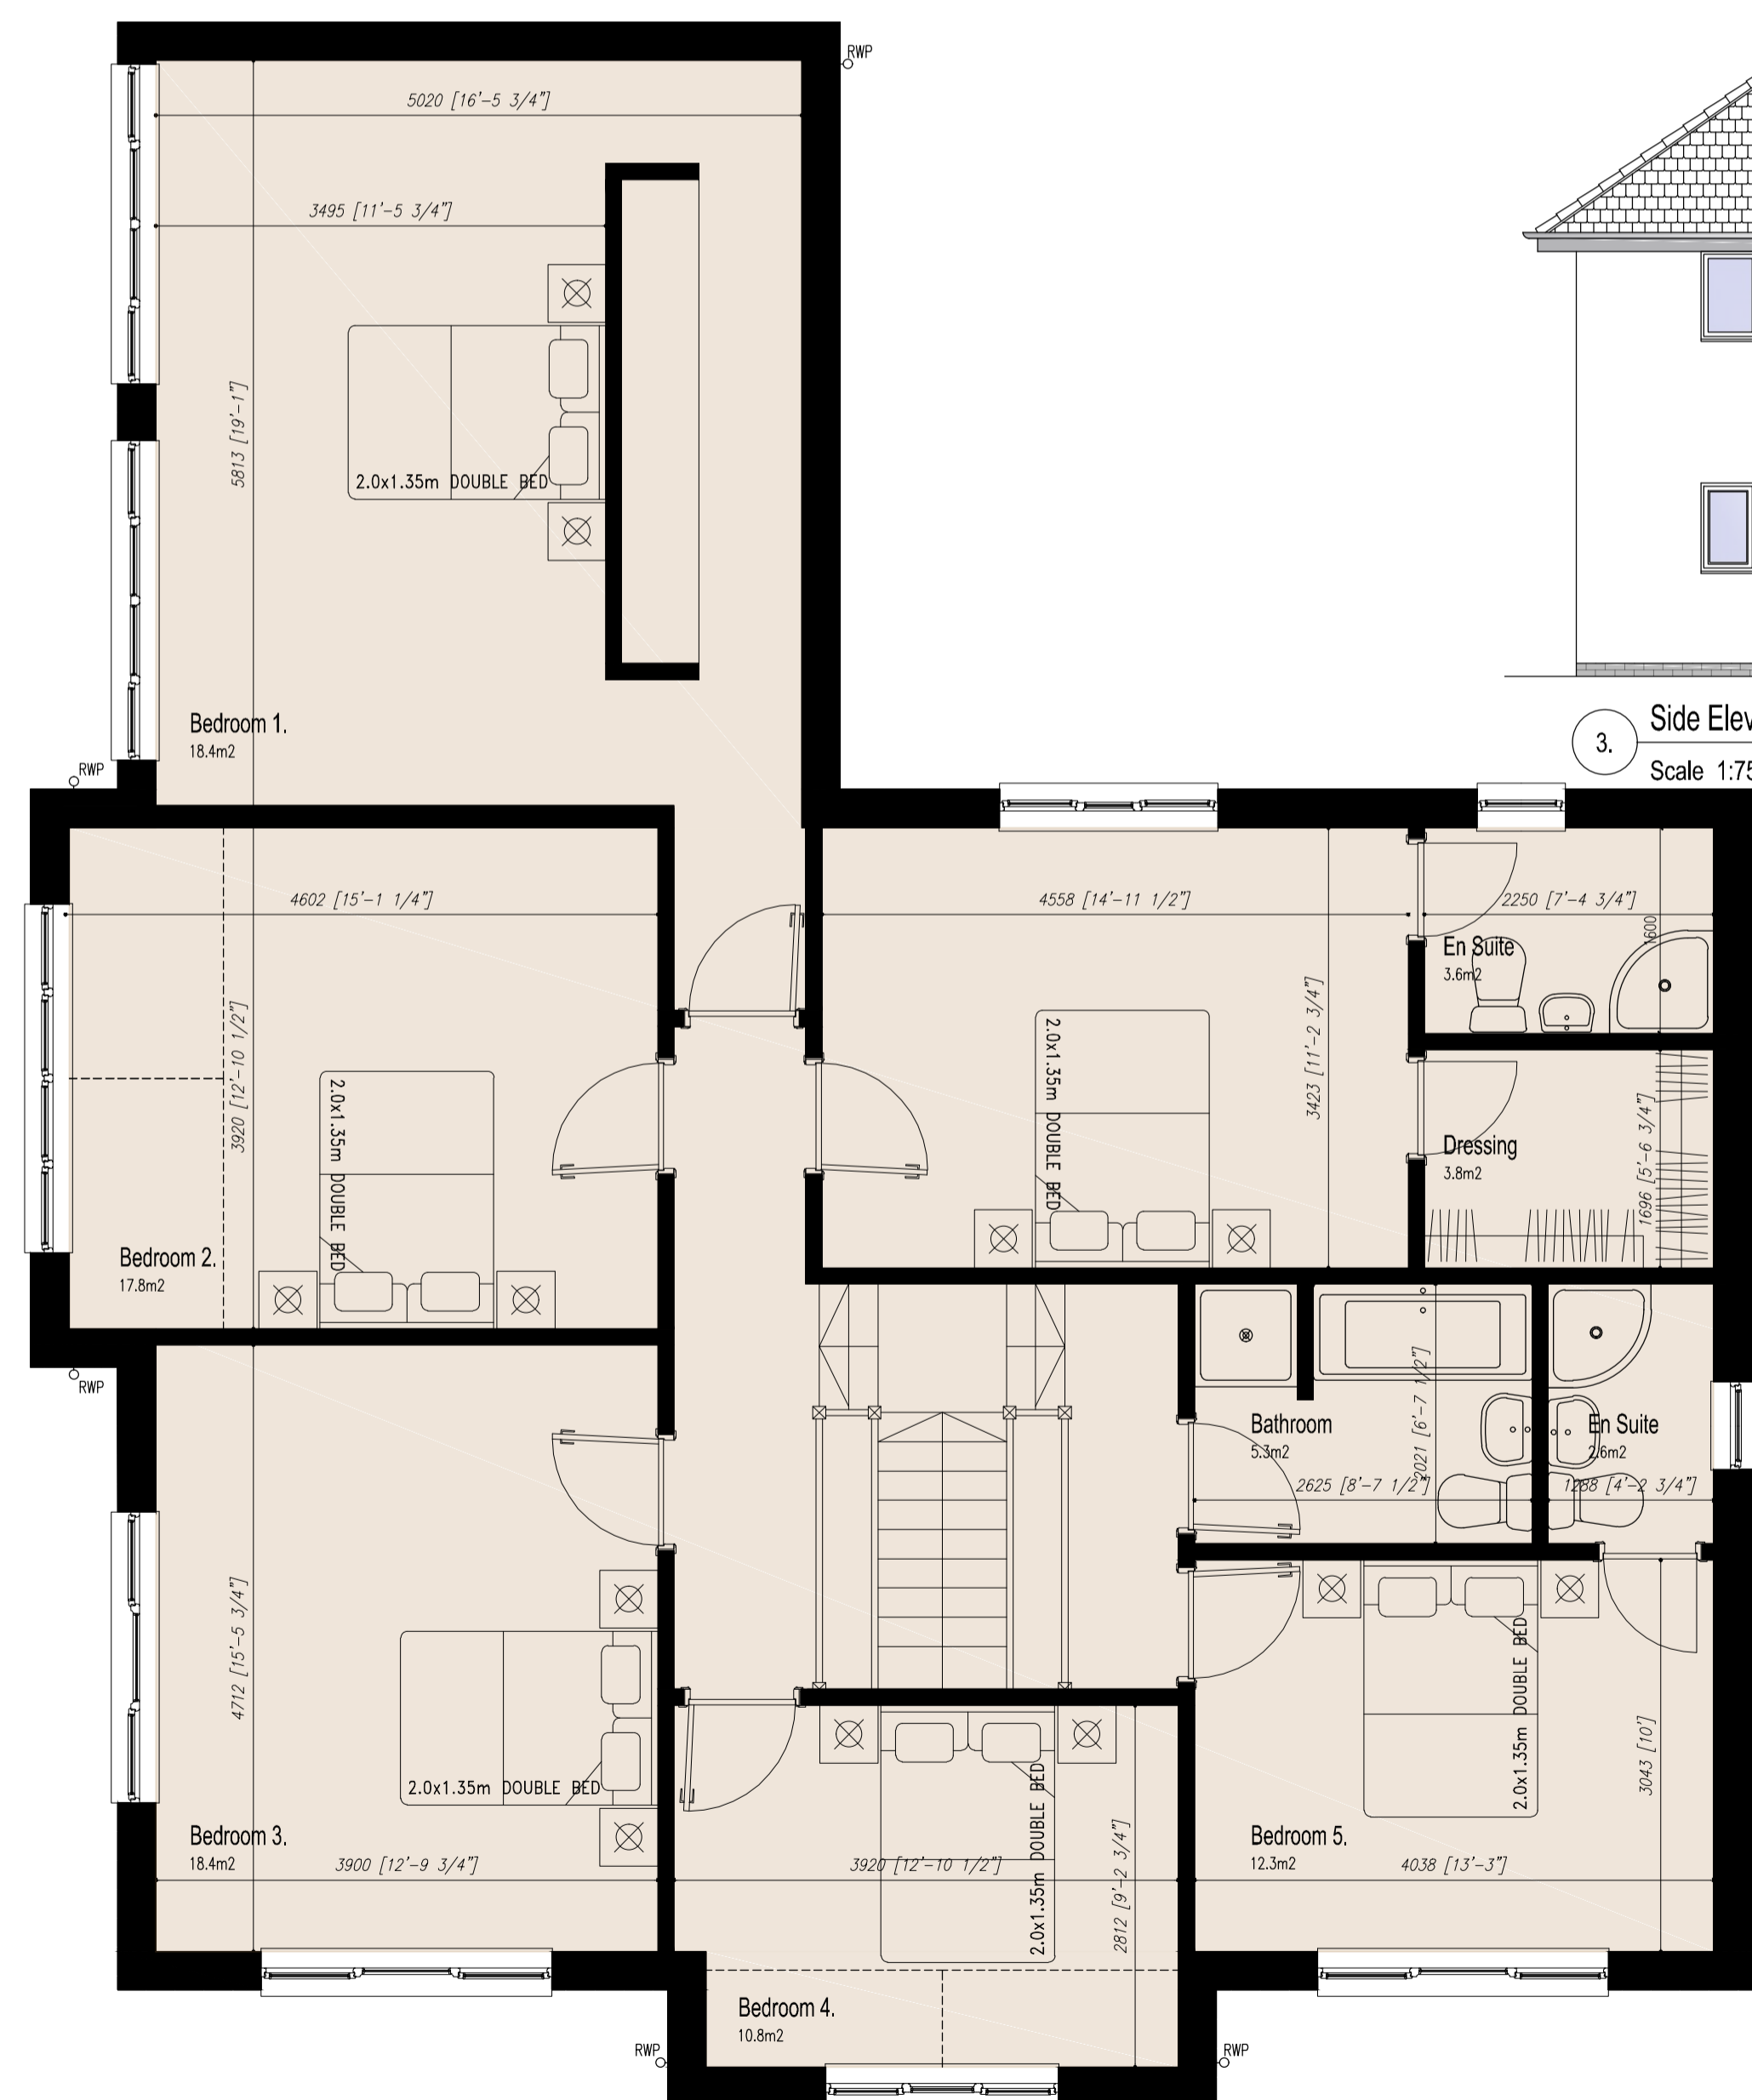 RWP
5020 [16'-5 3/4"]
3495 [11'-5 3/4"]
5813 [19'-1"]
2.0x1.35m DOUBLE BED
Bedroom 1.
18.4m2
3.
Side Elev
Scale 1:75
RWP
4602 [15'-1 1/4"]
3920 [12'-10 1/2"]
2.0x1.35m DOUBLE BED
Bedroom 2.
17.8m2
RWP
4558 [14'-11 1/2"]
3423 [11'-2 3/4"]
2.0x1.35m DOUBLE BED
2250 [7'-4 3/4"]
1600
En Suite
3.6m2
Dressing
3.8m2
1696 [5'-6 3/4"]
Bathroom
5.3m2
2021 [6'-7 1/2"]
2625 [8'-7 1/2"]
En Suite
2.6m2
1288 [4'-2 3/4"]
4712 [15'-5 3/4"]
2.0x1.35m DOUBLE BED
Bedroom 3.
18.4m2
3900 [12'-9 3/4"]
3920 [12'-10 1/2"]
2.0x1.35m DOUBLE BED
2812 [9'-2 3/4"]
Bedroom 4.
10.8m2
2.0x1.35m DOUBLE BED
3043 [10']
Bedroom 5.
12.3m2
4038 [13'-3"]
RWP
RWP